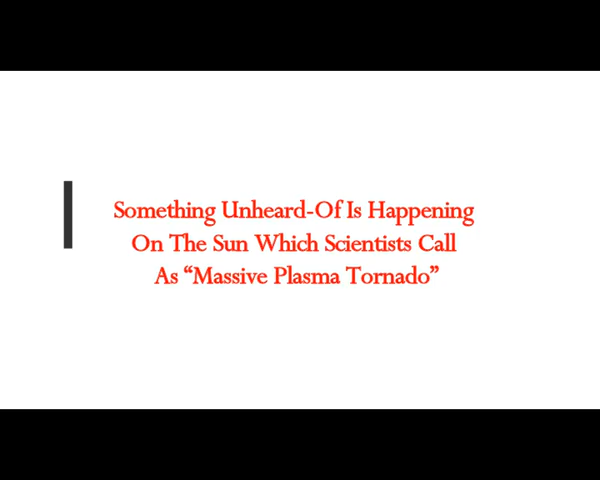 Something Unheard-Of Is Happening
On The Sun Which Scientists Call
As “Massive Plasma Tornado”